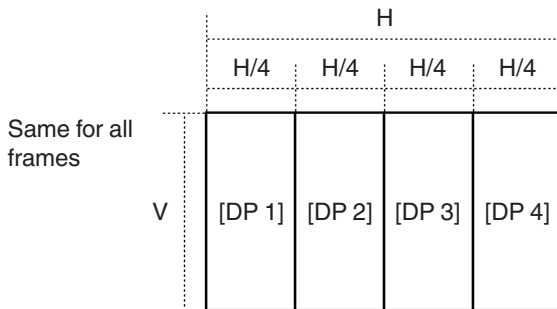 H
H/4 H/4 H/4 H/4
Same for all
frames
V [DP 1] [DP 2] [DP 3] [DP 4]